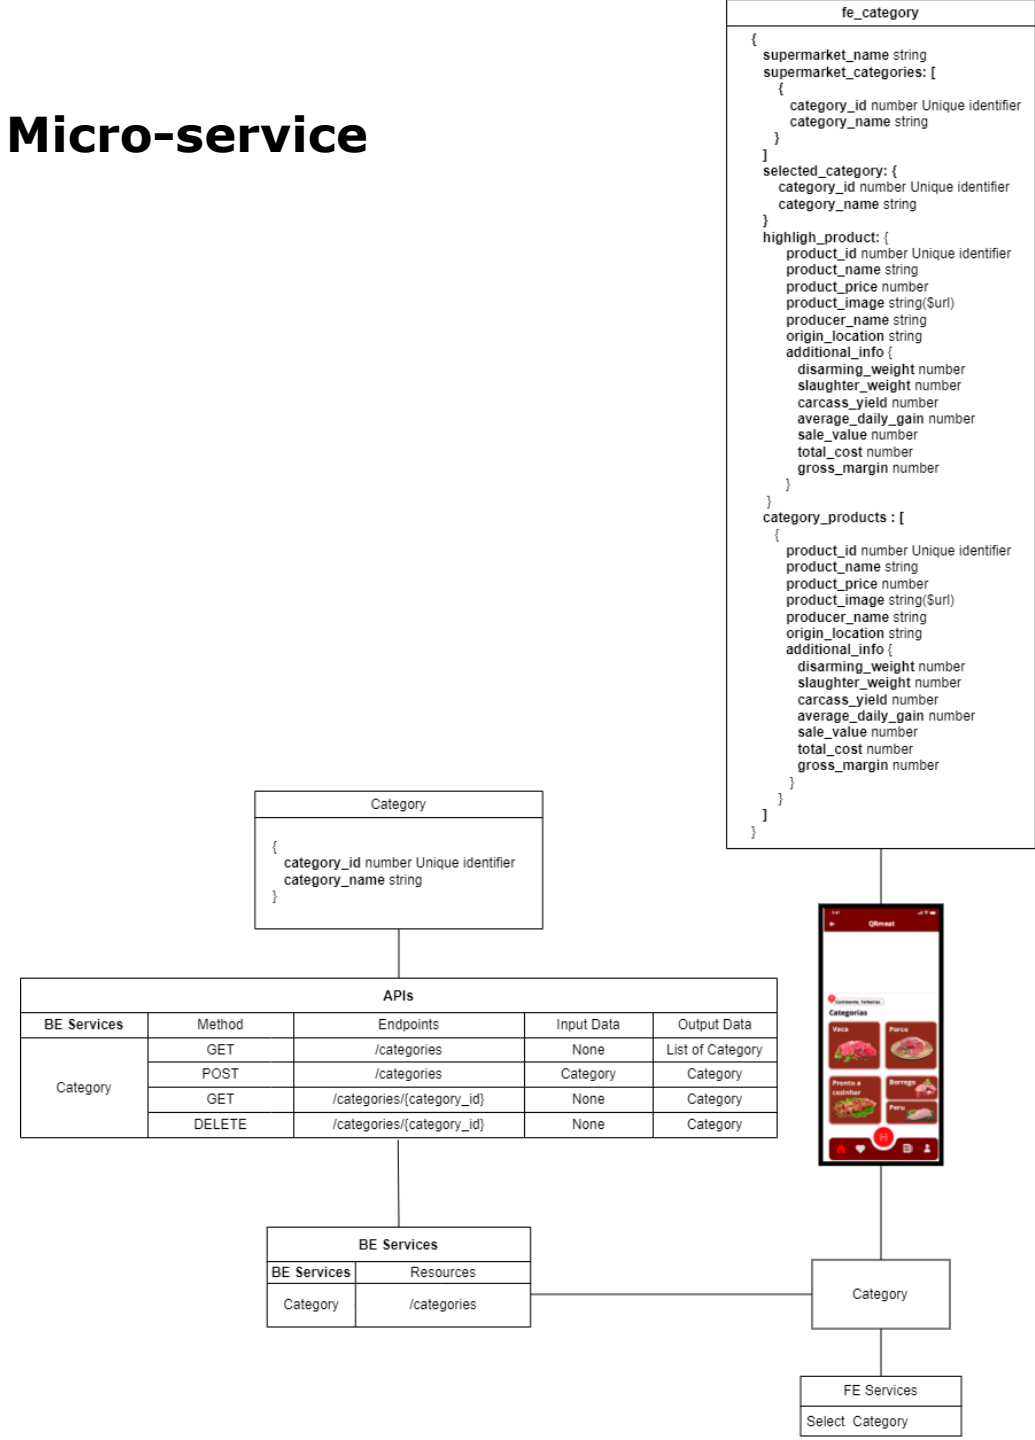 Micro-service
fe_category
{
supermarket_name string
supermarket_categories: [
{
category_id number Unique identifier
category_name string
}
]
selected_category: {
category_id number Unique identifier
category_name string
}
highligh_product: {
product_id number Unique identifier
product_name string
product_price number
product_image string($url)
producer_name string
origin_location string
additional_info {
disarming_weight number
slaughter_weight number
carcass_yield number
average_daily_gain number
sale_value number
total_cost number
gross_margin number
}
}
category_products : [
{
product_id number Unique identifier
product_name string
product_price number
product_image string($url)
producer_name string
origin_location string
additional_info {
disarming_weight number
slaughter_weight number
carcass_yield number
average_daily_gain number
sale_value number
total_cost number
gross_margin number
}
}
]
}
Category
{
category_id number Unique identifier
category_name string
}
APIs
BE Services Method Endpoints Input Data Output Data
Category
GET /categories None List of Category
POST /categories Category Category
GET /categories/{category_id} None Category
DELETE /categories/{category_id} None Category
QRmeat
Continente, Telheiras
Categorias
Vaca Porco
Pronto a cozinhar
Borrego
Peru
BE Services
BE Services Resources
Category /categories
Category
FE Services
Select Category